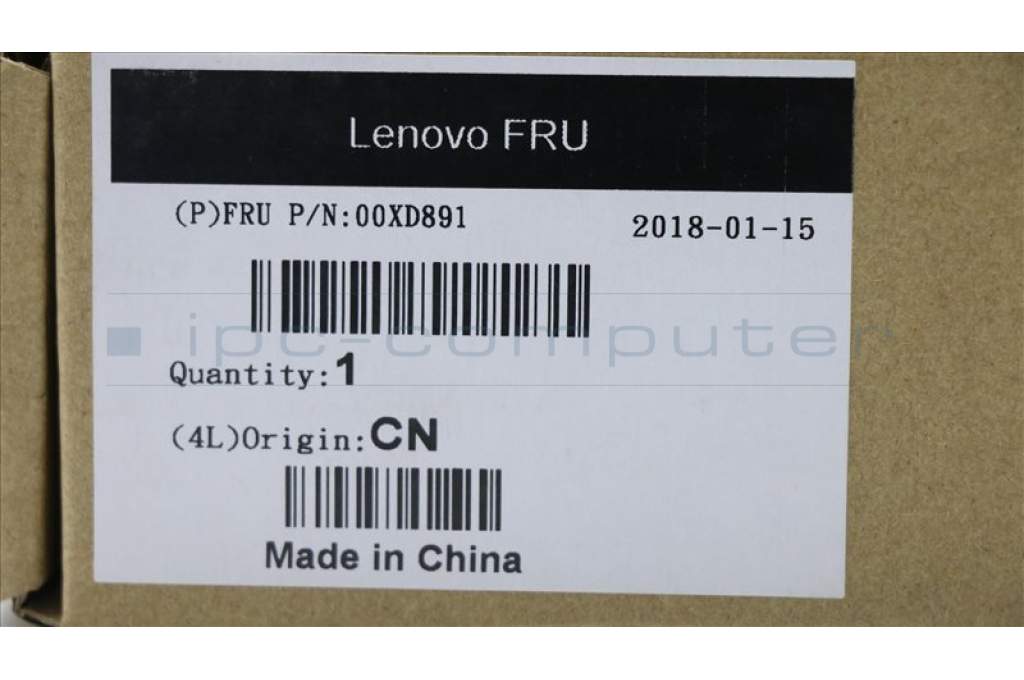 Lenovo FRU
(P)FRU P/N:00XD891
2018-01-15
ipc-computer
Quantity:1
(4L)Origin:CN
Made in China